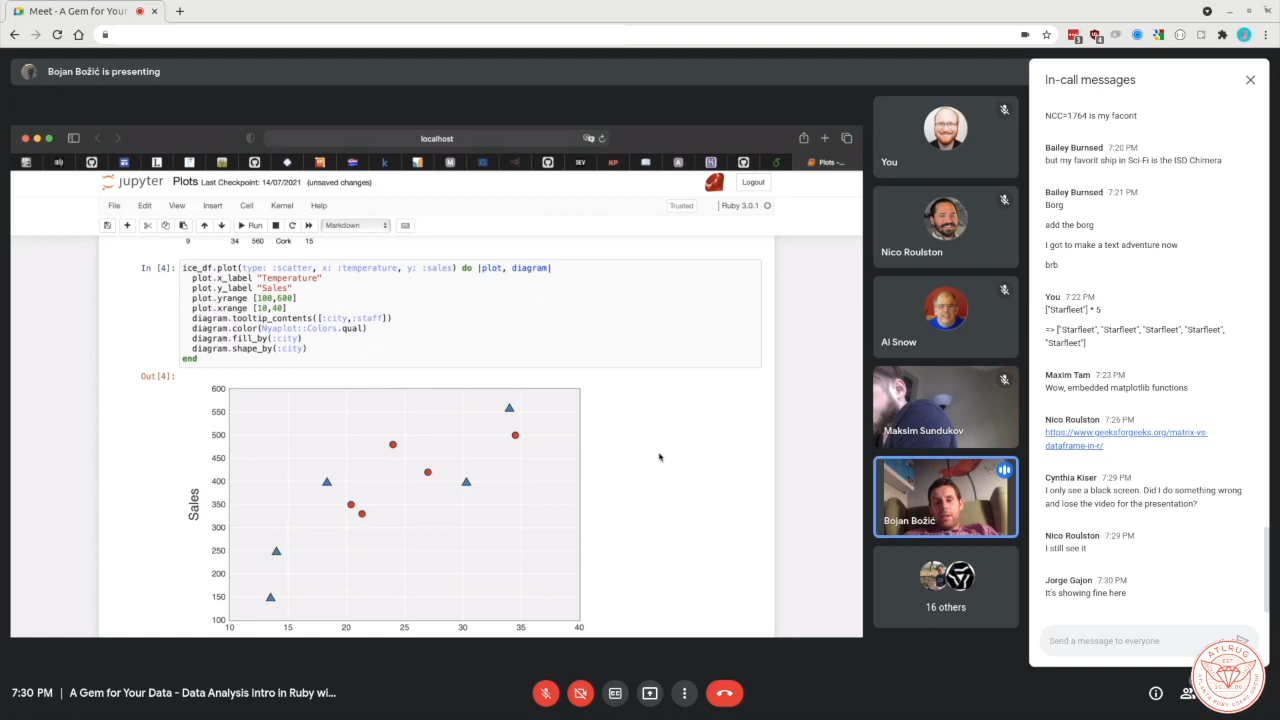 Meet - A Gem for Your
Bojan Božić is presenting
localhost
DEV
KP
Plots -...
jupyter Plots Last Checkpoint: 14/07/2021 (unsaved changes)
Logout
File Edit View Insert Cell Kernel Help
Trusted
Ruby 3.0.1
Run
Markdown
9 34 560 Cork 15
In [4]:
ice_df.plot(type: :scatter, x: :temperature, y: :sales) do |plot, diagram|
plot.x_label "Temperature"
plot.y_label "Sales"
plot.yrange [100,600]
plot.xrange [10,40]
diagram.tooltip_contents([:city,:staff])
diagram.color(Nyaplot::Colors.qual)
diagram.fill_by(:city)
diagram.shape_by(:city)
end
Out[4]:
600
550
500
450
400
350
300
250
200
150
100
Sales
10 15 20 25 30 35 40
You
Nico Roulston
Al Snow
Maksim Sundukov
Bojan Božić
16 others
In-call messages
NCC=1764 is my facorit
Bailey Burnsed 7:20 PM
but my favorit ship in Sci-Fi is the ISD Chimera
Bailey Burnsed 7:21 PM
Borg
add the borg
I got to make a text adventure now
brb
You 7:22 PM
["Starfleet"] * 5
=> ["Starfleet", "Starfleet", "Starfleet", "Starfleet",
"Starfleet"]
Maxim Tam 7:23 PM
Wow, embedded matplotlib functions
Nico Roulston 7:26 PM
https://www.geeksforgeeks.org/matrix-vs-
dataframe-in-r/
Cynthia Kiser 7:29 PM
I only see a black screen. Did I do something wrong
and lose the video for the presentation?
Nico Roulston 7:29 PM
I still see it
Jorge Gajon 7:30 PM
It's showing fine here
Send a message to everyone
7:30 PM | A Gem for Your Data - Data Analysis Intro in Ruby wi...
ATLRUG
EST.
ATLANTA RUBY USERS GROUP